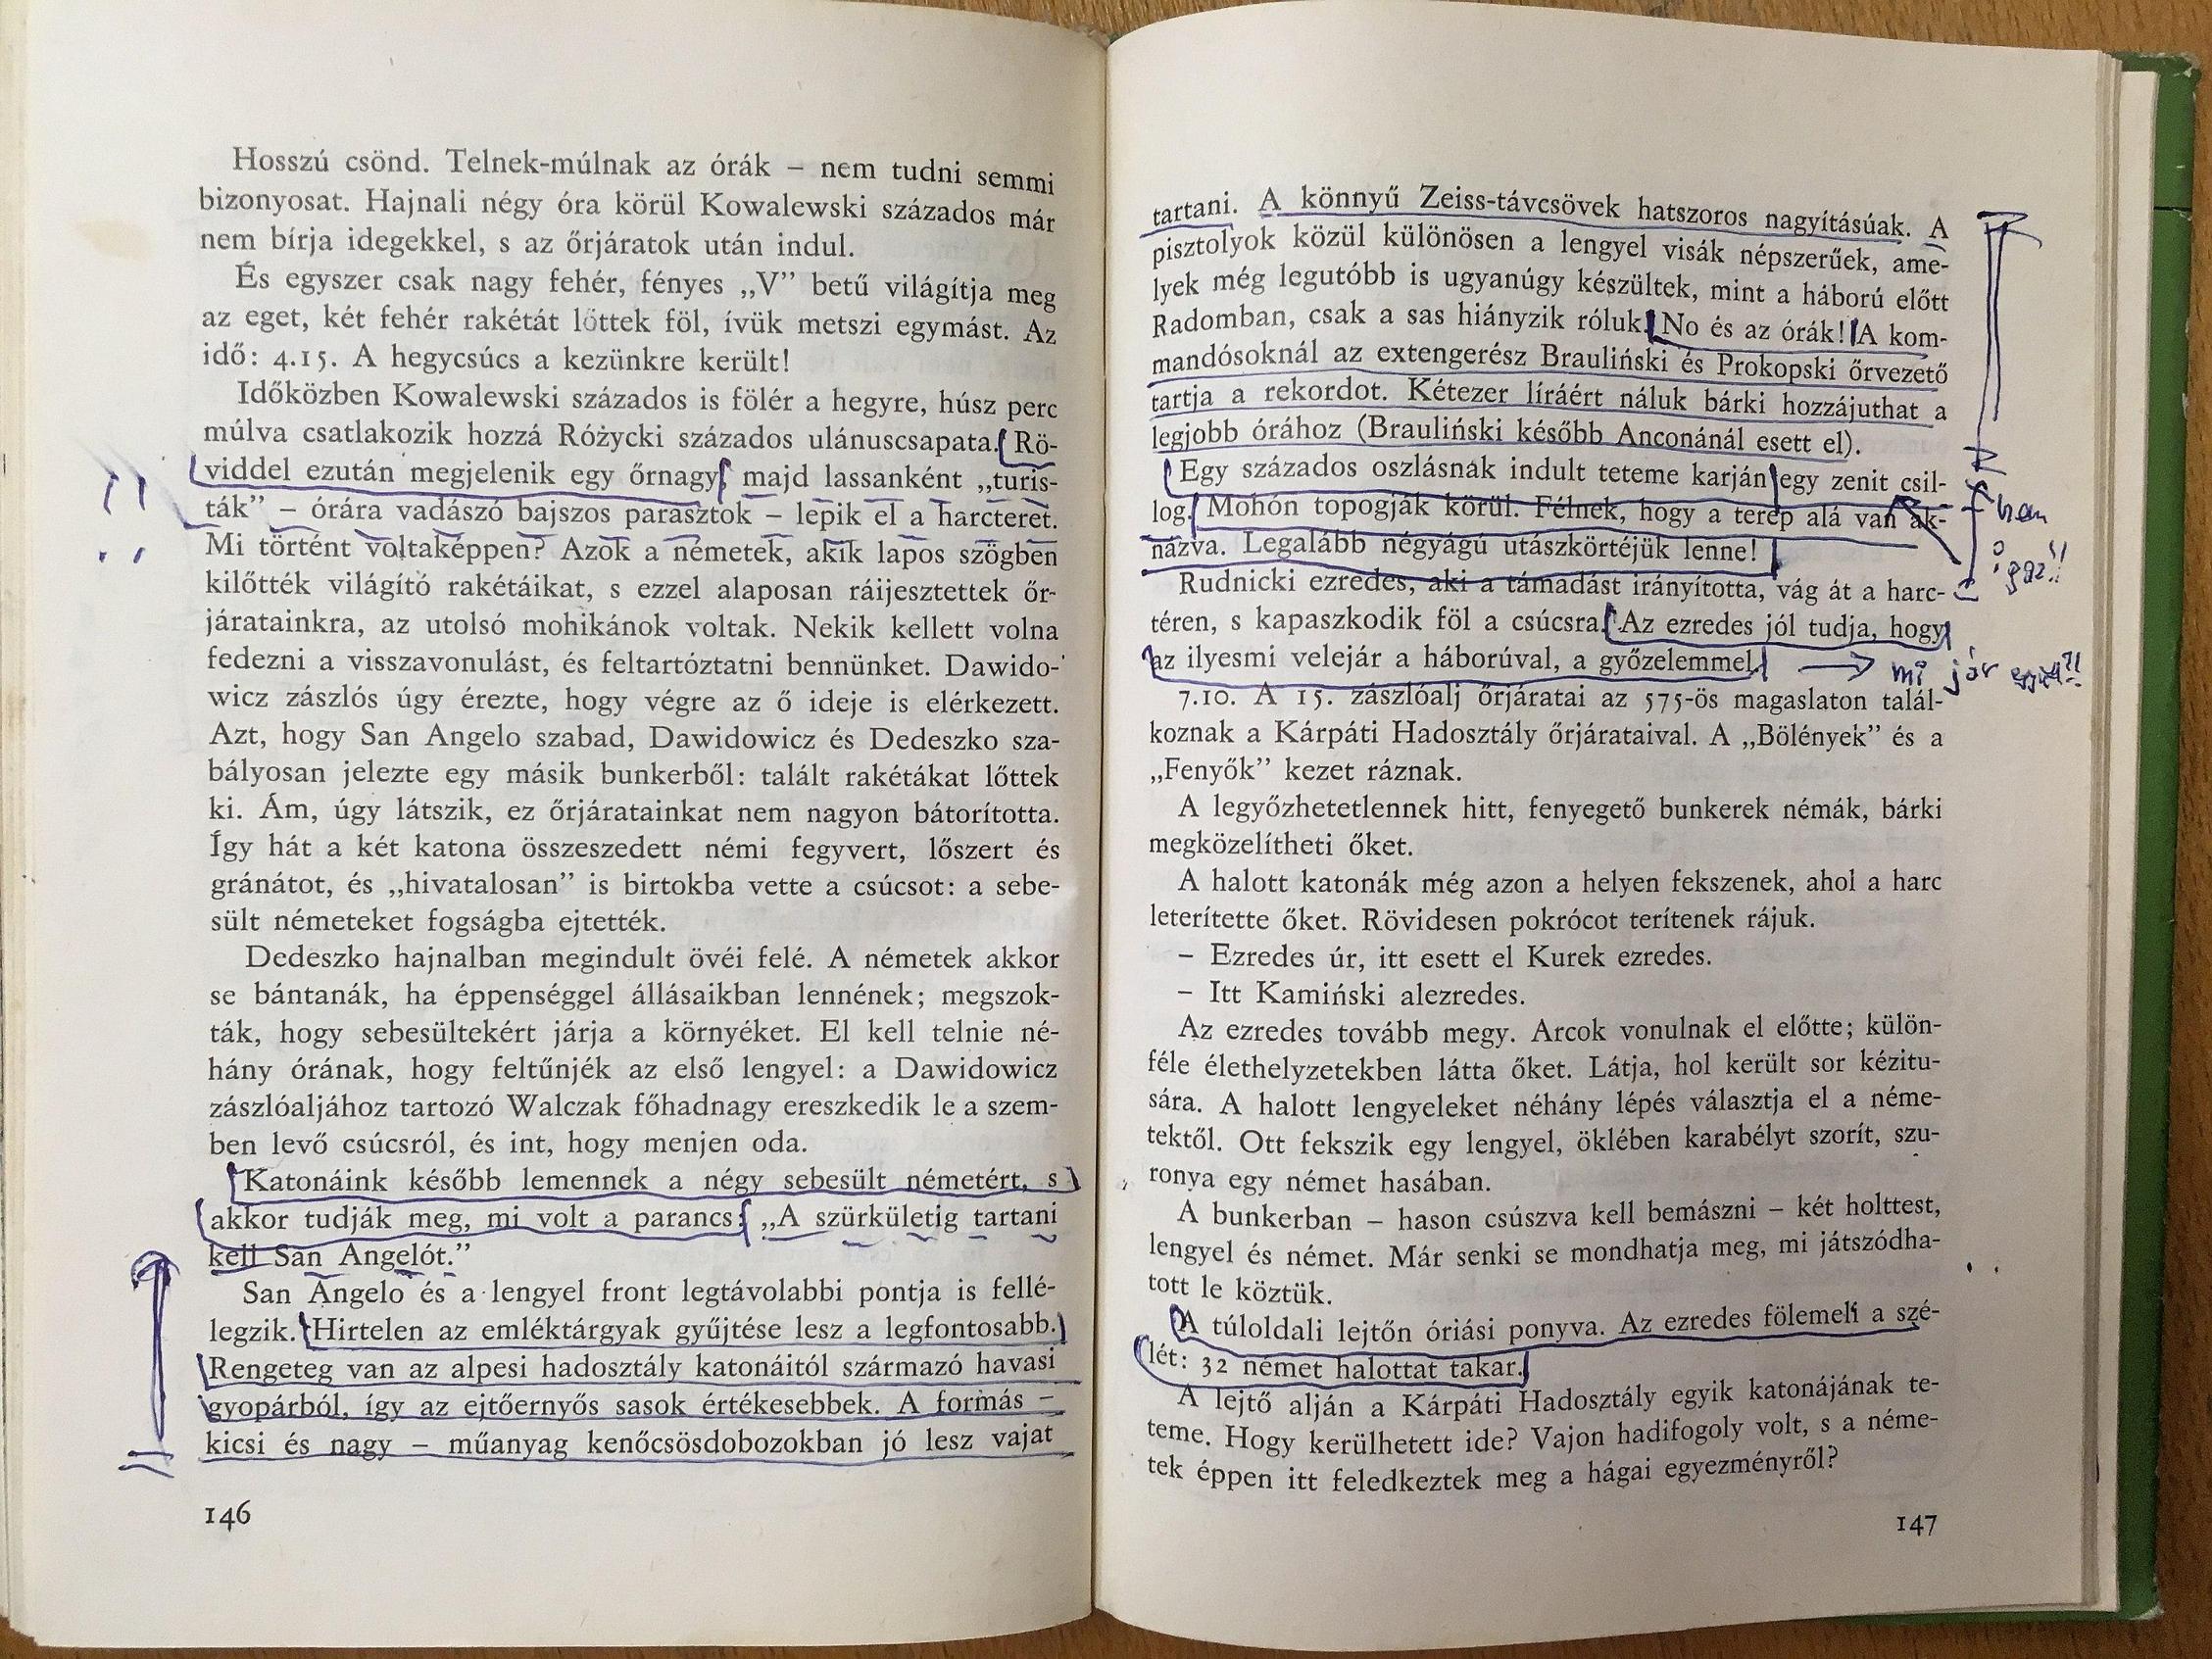 Hosszú csönd. Telnek-múlnak az órák – nem tudni semmi
bizonyosat. Hajnali négy óra körül Kowalewski százados már
nem bírja idegekkel, s az őrjáratok után indul.
És egyszer csak nagy fehér, fényes „V” betű világítja meg
az eget, két fehér rakétát lőttek föl, ívük metszi egymást. Az
idő: 4.15. A hegycsúcs a kezünkre került!
Időközben Kowalewski százados is fölér a hegyre, húsz perc
múlva csatlakozik hozzá Różycki százados ulánuscsapata. Rö-
viddel ezután megjelenik egy őrnagy, majd lassanként „turis-
ták” – órára vadászó bajszos parasztok – lepik el a harcteret.
Mi történt voltaképpen? Azok a németek, akik lapos szögben
kilőtték világító rakétáikat, s ezzel alaposan ráijesztettek őr-
járatainkra, az utolsó mohikánok voltak. Nekik kellett volna
fedezni a visszavonulást, és feltartóztatni bennünket. Dawido-
wicz zászlós úgy érezte, hogy végre az ő ideje is elérkezett.
Azt, hogy San Angelo szabad, Dawidowicz és Dedeszko sza-
bályosan jelezte egy másik bunkerből: talált rakétákat lőttek
ki. Ám, úgy látszik, ez őrjáratainkat nem nagyon bátorította.
Így hát a két katona összeszedett némi fegyvert, lőszert és
gránátot, és „hivatalosan” is birtokba vette a csúcsot: a sebe-
sült németeket fogságba ejtették.
Dedeszko hajnalban megindult övéi felé. A németek akkor
se bántanák, ha éppenséggel állásaikban lennének; megszok-
ták, hogy sebesültekért járja a környéket. El kell telnie né-
hány órának, hogy feltűnjék az első lengyel: a Dawidowicz
zászlóaljához tartozó Walczak főhadnagy ereszkedik le a szem-
ben levő csúcsról, és int, hogy menjen oda.
Katonáink később lemennek a négy sebesült németért, s
akkor tudják meg, mi volt a parancs: „A szürkületig tartani
kell San Angelót.”
San Angelo és a lengyel front legtávolabbi pontja is fellé-
legzik. Hirtelen az emléktárgyak gyűjtése lesz a legfontosabb.
Rengeteg van az alpesi hadosztály katonáitól származó havasi
gyopárból, így az ejtőernyős sasok értékesebbek. A formás –
kicsi és nagy – műanyag kenőcsösdobozokban jó lesz vajat
146
tartani. A könnyű Zeiss-távcsövek hatszoros nagyításúak. A
pisztolyok közül különösen a lengyel visák népszerűek, ame-
lyek még legutóbb is ugyanúgy készültek, mint a háború előtt
Radomban, csak a sas hiányzik róluk. No és az órák! A kom-
mandósoknál az extengerész Brauliński és Prokopski őrvezető
tartja a rekordot. Kétezer líráért náluk bárki hozzájuthat a
legjobb órához (Brauliński később Anconánál esett el).
Egy százados oszlásnak indult teteme karján egy zenit csil-
log. Mohón topogják körül. Félnek, hogy a terep alá van ak-
názva. Legalább négyágú utászkörtéjük lenne!
nem
igaz!!
Rudnicki ezredes, aki a támadást irányította, vág át a harc-
téren, s kapaszkodik föl a csúcsra. Az ezredes jól tudja, hogy
az ilyesmi velejár a háborúval, a győzelemmel.
mi jár együtt?!
7.10. A 15. zászlóalj őrjáratai az 575-ös magaslaton talál-
koznak a Kárpáti Hadosztály őrjárataival. A „Bölények” és a
„Fenyők” kezet ráznak.
A legyőzhetetlennek hitt, fenyegető bunkerek némák, bárki
megközelítheti őket.
A halott katonák még azon a helyen fekszenek, ahol a harc
leterítette őket. Rövidesen pokrócot terítenek rájuk.
– Ezredes úr, itt esett el Kurek ezredes.
– Itt Kamiński alezredes.
Az ezredes tovább megy. Arcok vonulnak el előtte; külön-
féle élethelyzetekben látta őket. Látja, hol került sor kézitu-
sára. A halott lengyeleket néhány lépés választja el a néme-
tektől. Ott fekszik egy lengyel, öklében karabélyt szorít, szu-
ronya egy német hasában.
A bunkerban – hason csúszva kell bemászni – két holttest,
lengyel és német. Már senki se mondhatja meg, mi játszódha-
tott le köztük.
A túloldali lejtőn óriási ponyva. Az ezredes fölemeli a szé-
lét: 32 német halottat takar.
A lejtő alján a Kárpáti Hadosztály egyik katonájának te-
teme. Hogy kerülhetett ide? Vajon hadifogoly volt, s a néme-
tek éppen itt feledkeztek meg a hágai egyezményről?
147